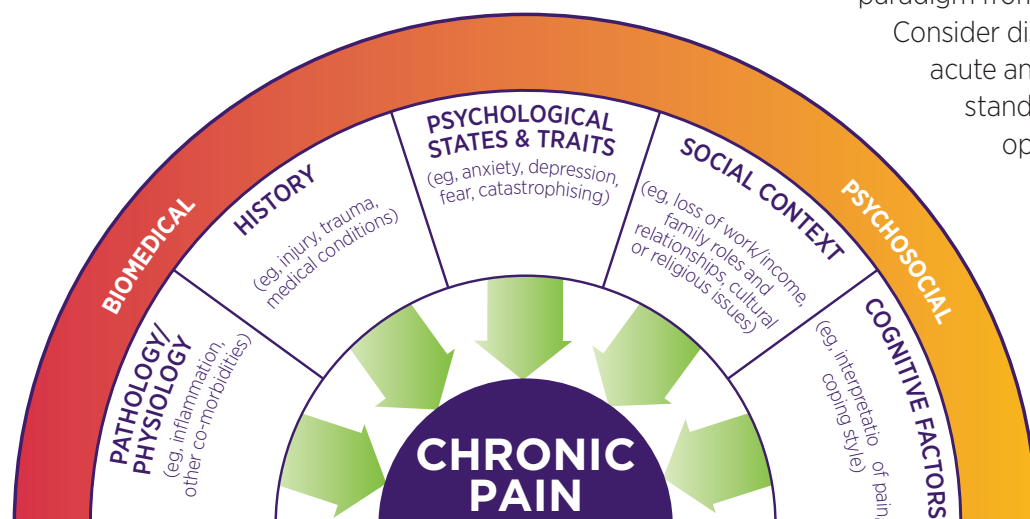 paradigm from
Consider dis
acute an
stand
op
BIOMEDICAL
PSYCHOSOCIAL
PATHOLOGY/
PHYSIOLOGY
(eg, inflammation,
other co-morbidities)
HISTORY
(eg, injury, trauma,
medical conditions)
PSYCHOLOGICAL
STATES & TRAITS
(eg, anxiety, depression,
fear, catastrophising)
SOCIAL CONTEXT
(eg, loss of work/income,
family roles and
relationships, cultural
or religious issues)
COGNITIVE FACTORS
(eg, interpretatio of pain,
coping style)
CHRONIC
PAIN